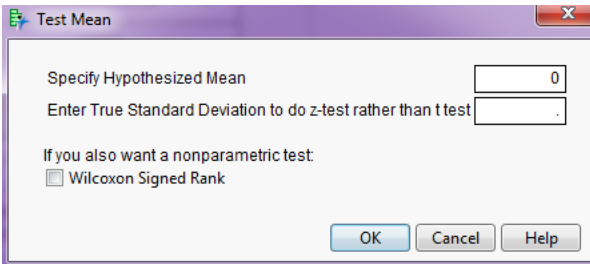 Test Mean
x
Specify Hypothesized Mean 0
Enter True Standard Deviation to do z-test rather than t test .
If you also want a nonparametric test:
Wilcoxon Signed Rank
OK Cancel Help